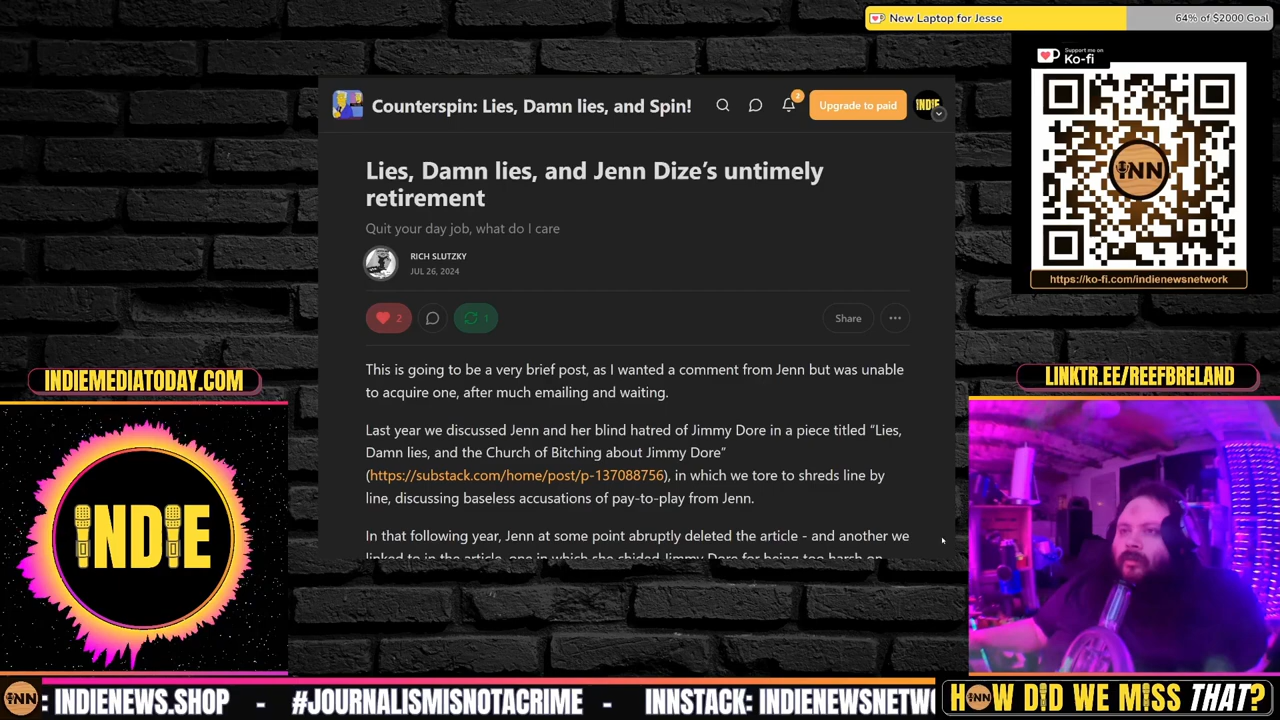 New Laptop for Jesse
64% of $2000 Goal
Support me on
Ko-fi
iNN
https://ko-fi.com/indienewsnetwork
Counterspin: Lies, Damn lies, and Spin!
2
Upgrade to paid
INDIE
Lies, Damn lies, and Jenn Dize’s untimely
retirement
Quit your day job, what do I care
RICH SLUTZKY
JUL 26, 2024
2
1
Share
This is going to be a very brief post, as I wanted a comment from Jenn but was unable
to acquire one, after much emailing and waiting.
Last year we discussed Jenn and her blind hatred of Jimmy Dore in a piece titled “Lies,
Damn lies, and the Church of Bitching about Jimmy Dore”
(https://substack.com/home/post/p-137088756), in which we tore to shreds line by
line, discussing baseless accusations of pay-to-play from Jenn.
In that following year, Jenn at one point abruptly deleted the article - and another we
INDIEMEDIATODAY.COM
INDIE
LINKTR.EE/REEFBRELAND
iNN
: INDIENEWS.SHOP - #JOURNALISMISNOTACRIME - INNSTACK: INDIENEWSNETW
HOW DID WE MISS THAT?